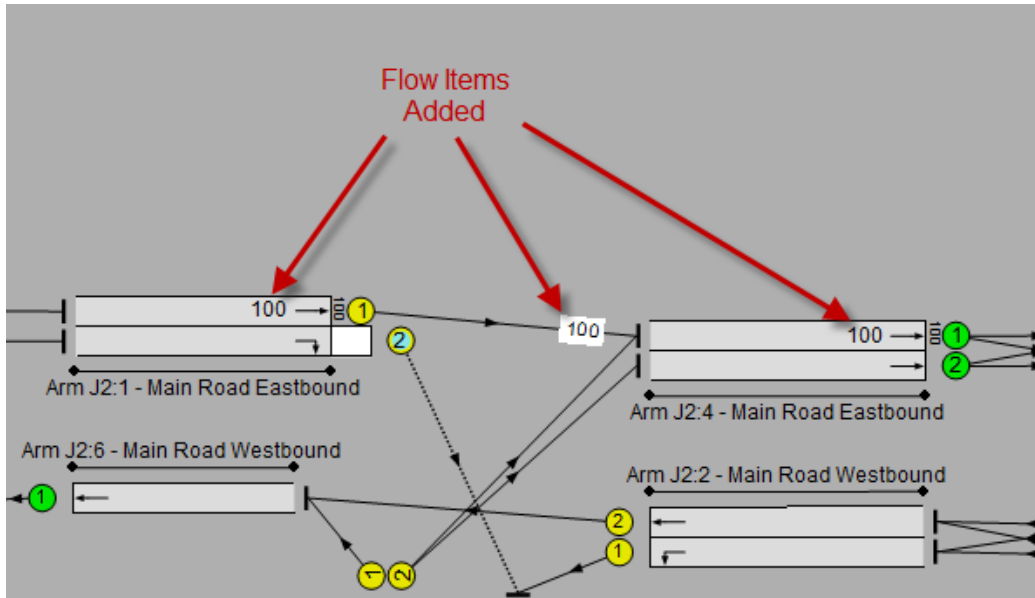 Flow Items
Added
100
100
1
100
100
100
1
2
2
Arm J2:1 - Main Road Eastbound
Arm J2:4 - Main Road Eastbound
Arm J2:6 - Main Road Westbound
Arm J2:2 - Main Road Westbound
1
2
1
1
2